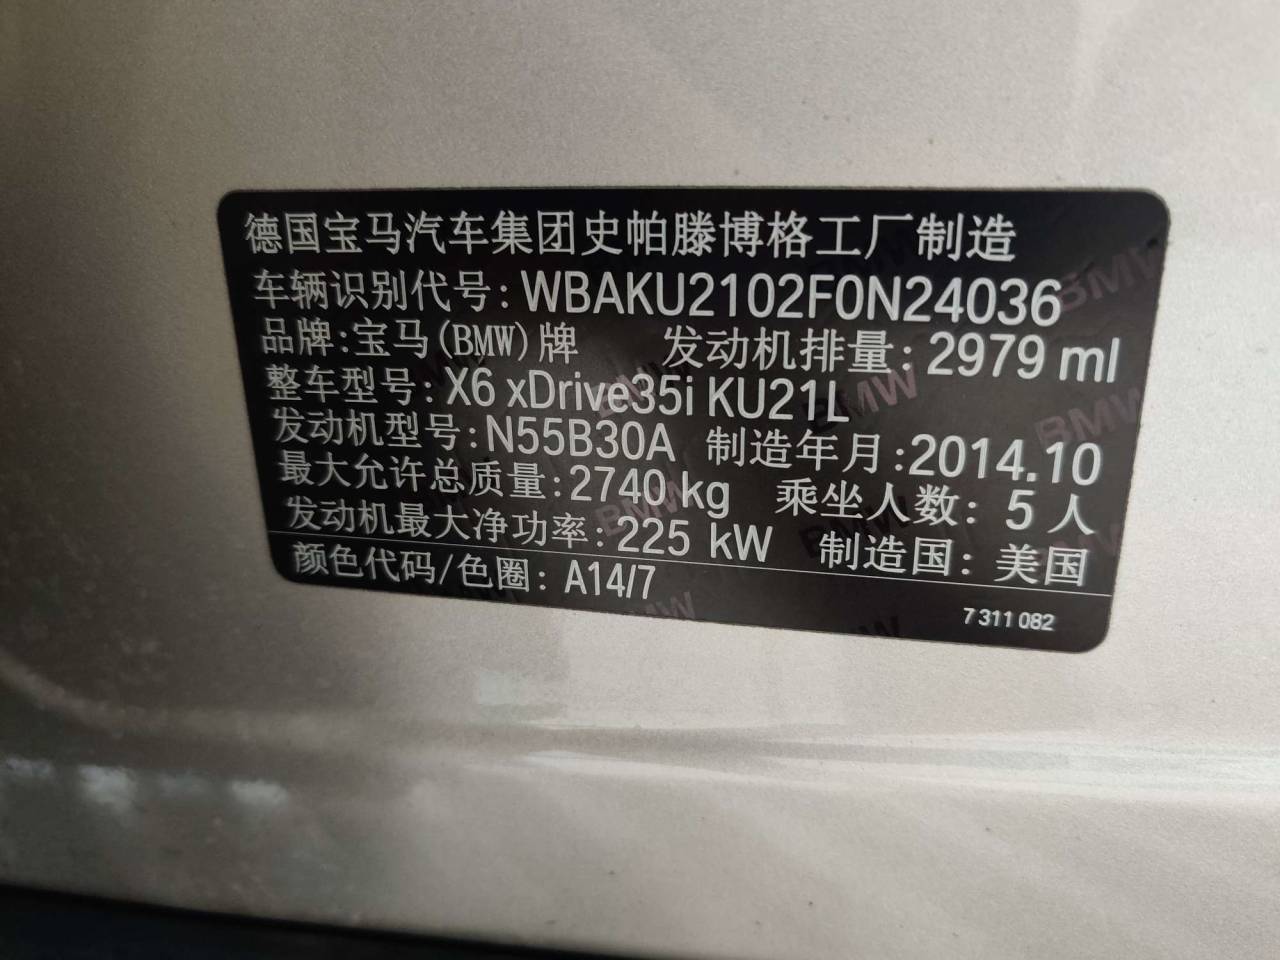 德国宝马汽车集团史帕滕博格工厂制造
车辆识别代号: WBAKU2102F0N24036
品牌:宝马(BMW)牌 发动机排量: 2979 ml
整车型号: X6 xDrive35i KU21L
发动机型号: N55B30A 制造年月:2014.10
最大允许总质量:2740 kg 乘坐人数: 5 人
发动机最大净功率: 225 kW 制造国: 美国
颜色代码/色圈: A14/7
7 311 082